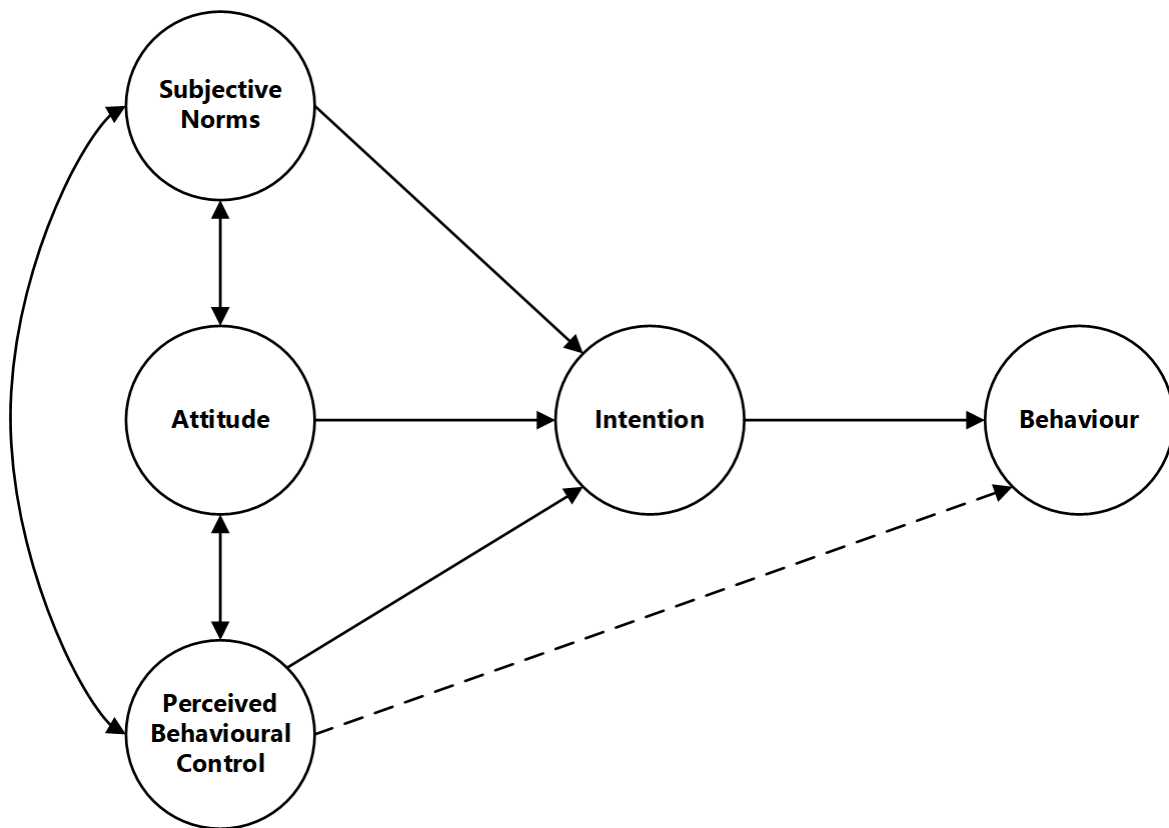 Subjective
Norms
Attitude
Intention
Behaviour
Perceived
Behavioural
Control